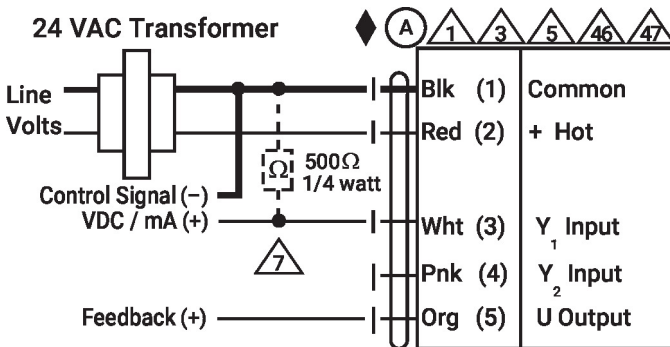 24 VAC Transformer
A 1 3 5 46 47
Line
Volts
Blk (1) Common
Red (2) + Hot
Ω 500Ω
1/4 watt
Control Signal (−)
VDC / mA (+)
7
Wht (3) Y1 Input
Pnk (4) Y2 Input
Feedback (+)
Org (5) U Output